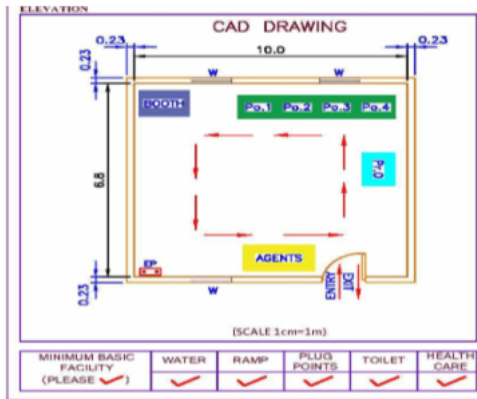 ELEVATION
CAD DRAWING
0.23 10.0 0.23
0.23
W W
BOOTH Po.1 Po.2 Po.3 Po.4
Pr.O
6.8
EP
AGENTS
0.23
W
ENTRY
EXIT
(SCALE 1cm=1m)
MINIMUM BASIC FACILITY (PLEASE ✓)
WATER
RAMP
PLUG POINTS
TOILET
HEALTH CARE
✓ ✓ ✓ ✓ ✓